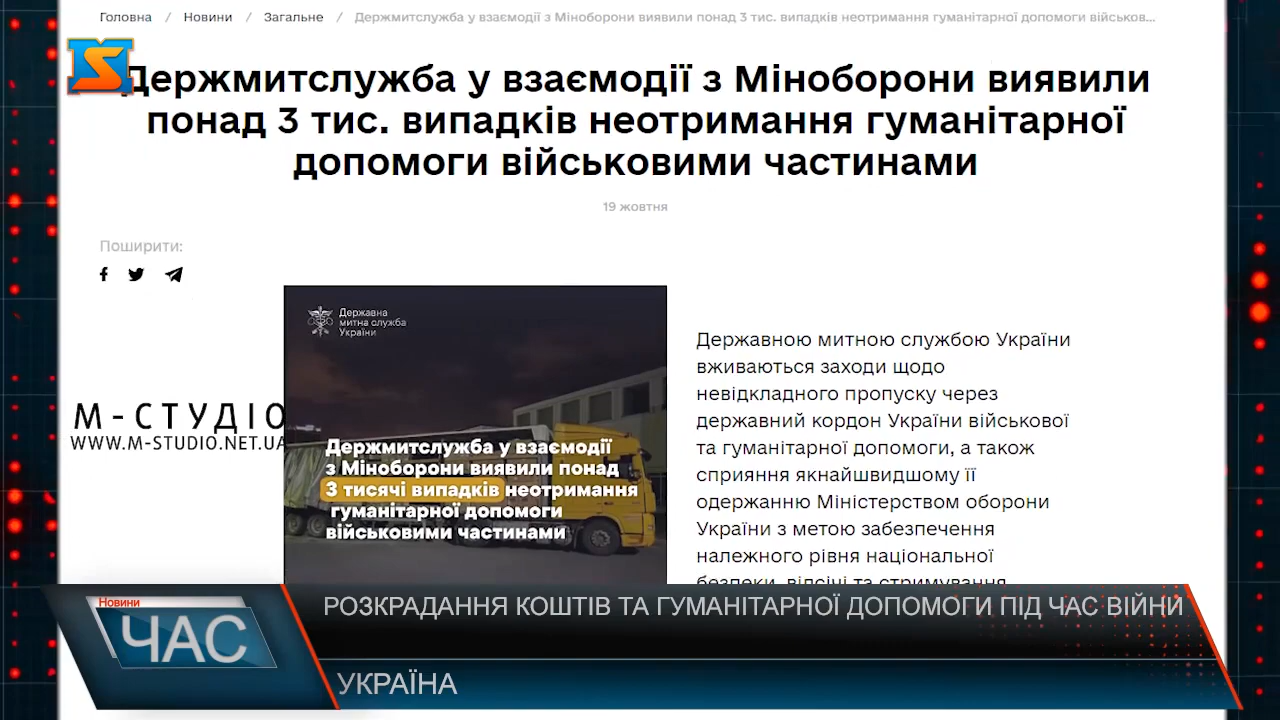 Головна / Новини / Загальне / Держмитслужба у взаємодії з Міноборони виявили понад 3 тис. випадків неотримання гуманітарної допомоги військов...
Держмитслужба у взаємодії з Міноборони виявили
понад 3 тис. випадків неотримання гуманітарної
допомоги військовими частинами
19 жовтня
Поширити:
Державна
митна служба
України
Держмитслужба у взаємодії
з Міноборони виявили понад
3 тисячі випадків неотримання
гуманітарної допомоги
військовими частинами
Державною митною службою України
вживаються заходи щодо
невідкладного пропуску через
державний кордон України військової
та гуманітарної допомоги, а також
сприяння якнайшвидшому її
одержанню Міністерством оборони
України з метою забезпечення
належного рівня національної
безпеки, відсічі та стримування
М-СТУДІО
WWW.M-STUDIO.NET.UA
Новини
ЧАС
РОЗКРАДАННЯ КОШТІВ ТА ГУМАНІТАРНОЇ ДОПОМОГИ ПІД ЧАС ВІЙНИ
УКРАЇНА